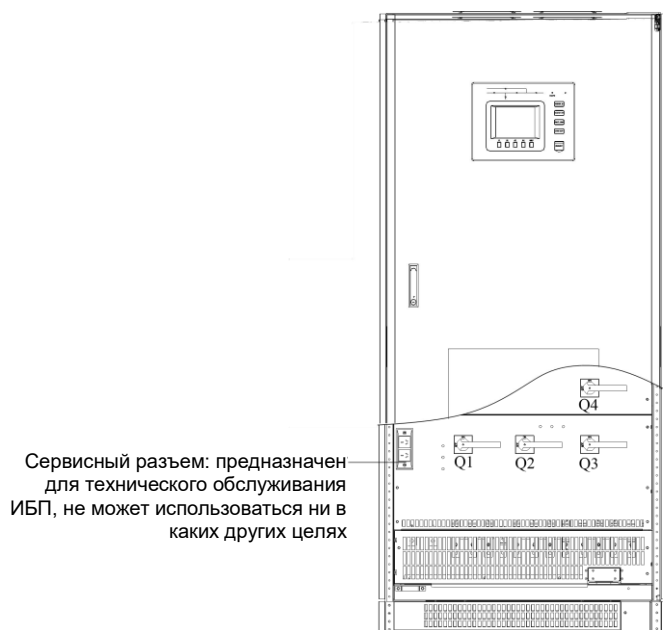 Q4
Q1 Q2 Q3
Сервисный разъем: предназначен
для технического обслуживания
ИБП, не может использоваться ни в
каких других целях